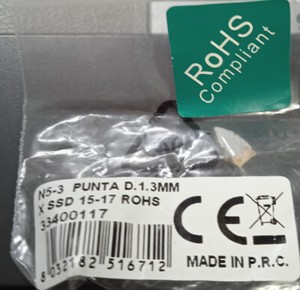 RoHS
Compliant
N5-3 PUNTA D.1.3MM
X SSD 15-17 ROHS
33400117
CE
8 032182 516712
MADE IN P.R.C.